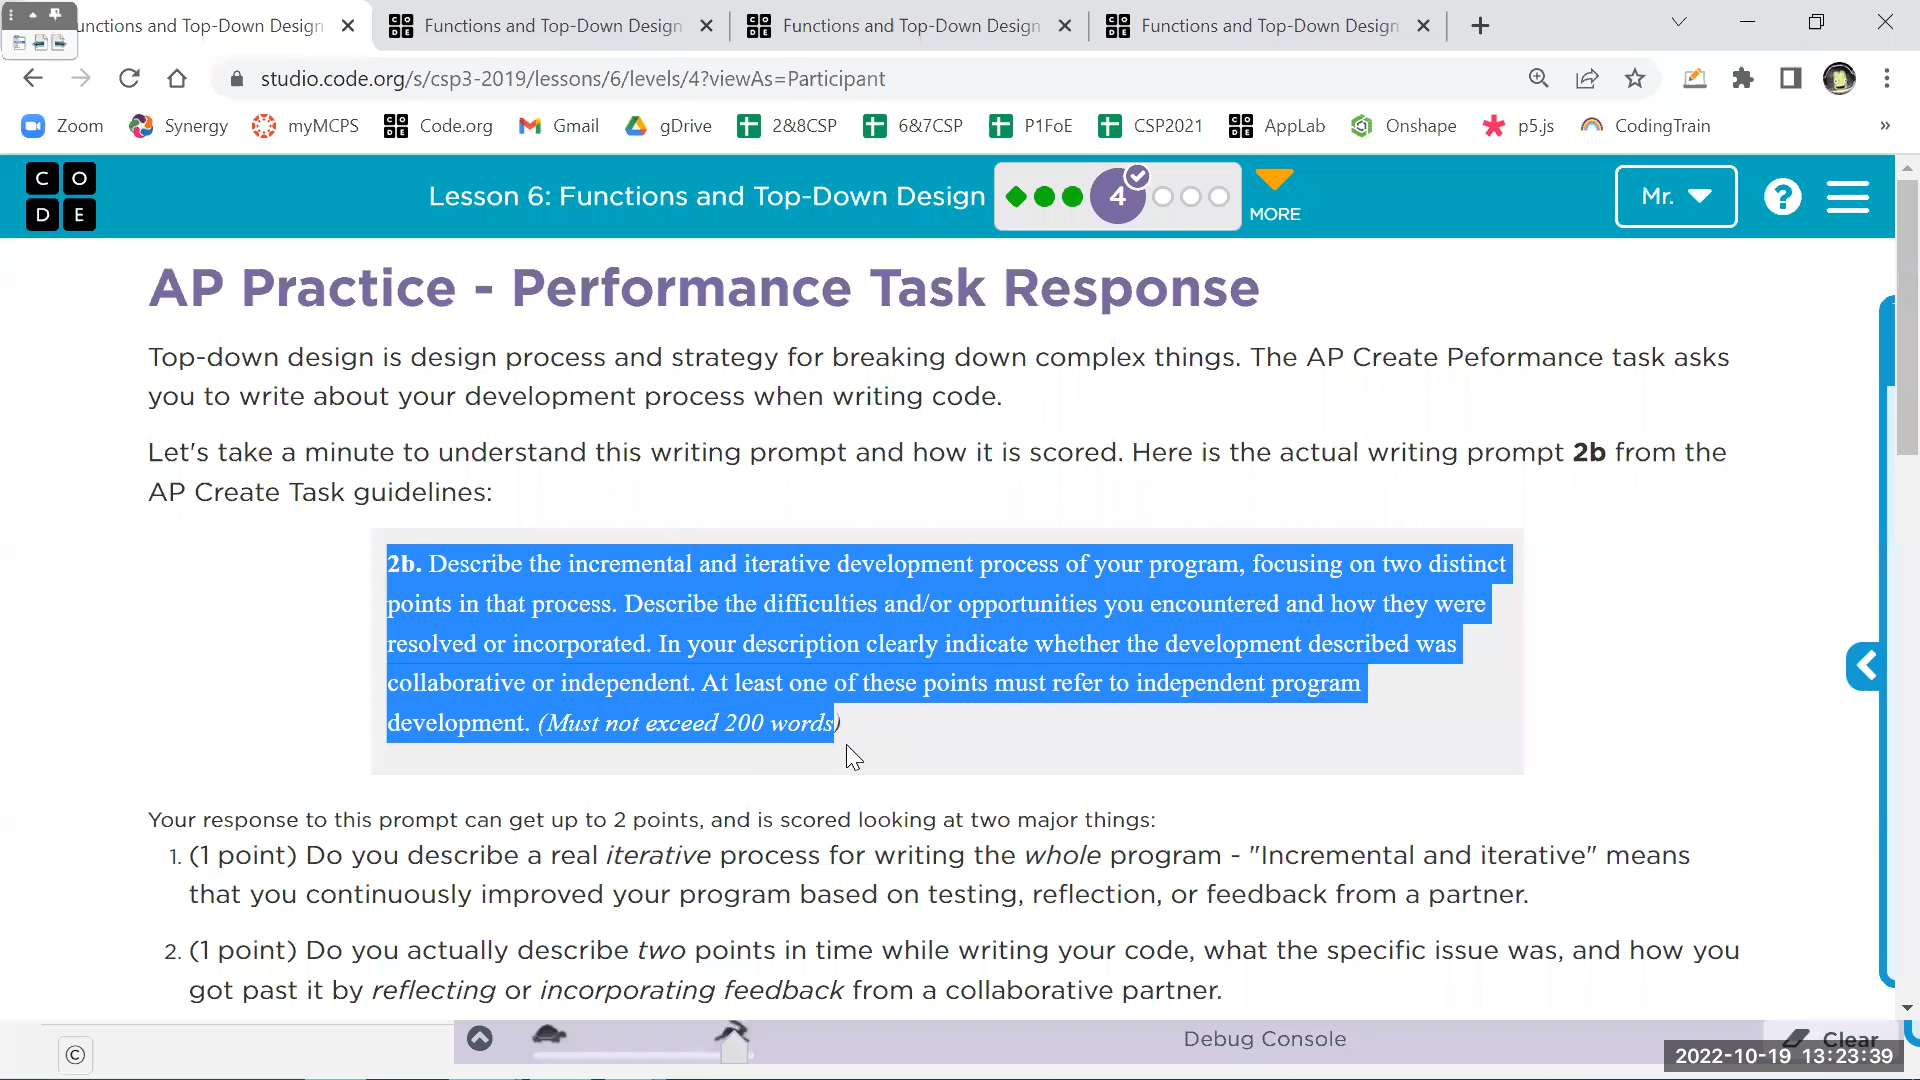 unctions and Top-Down Design
Functions and Top-Down Design
Functions and Top-Down Design
Functions and Top-Down Design
studio.code.org/s/csp3-2019/lessons/6/levels/4?viewAs=Participant
Zoom Synergy myMCPS Code.org Gmail gDrive 2&8CSP 6&7CSP P1FoE CSP2021 AppLab Onshape p5.js CodingTrain »
C O
D E
Lesson 6: Functions and Top-Down Design
4
MORE
Mr.
?
AP Practice - Performance Task Response
Top-down design is design process and strategy for breaking down complex things. The AP Create Peformance task asks
you to write about your development process when writing code.
Let's take a minute to understand this writing prompt and how it is scored. Here is the actual writing prompt 2b from the
AP Create Task guidelines:
2b. Describe the incremental and iterative development process of your program, focusing on two distinct
points in that process. Describe the difficulties and/or opportunities you encountered and how they were
resolved or incorporated. In your description clearly indicate whether the development described was
collaborative or independent. At least one of these points must refer to independent program
development. (Must not exceed 200 words)
Your response to this prompt can get up to 2 points, and is scored looking at two major things:
1. (1 point) Do you describe a real iterative process for writing the whole program - "Incremental and iterative" means
that you continuously improved your program based on testing, reflection, or feedback from a partner.
2. (1 point) Do you actually describe two points in time while writing your code, what the specific issue was, and how you
got past it by reflecting or incorporating feedback from a collaborative partner.
©
Debug Console
Clear
2022-10-19 13:23:39